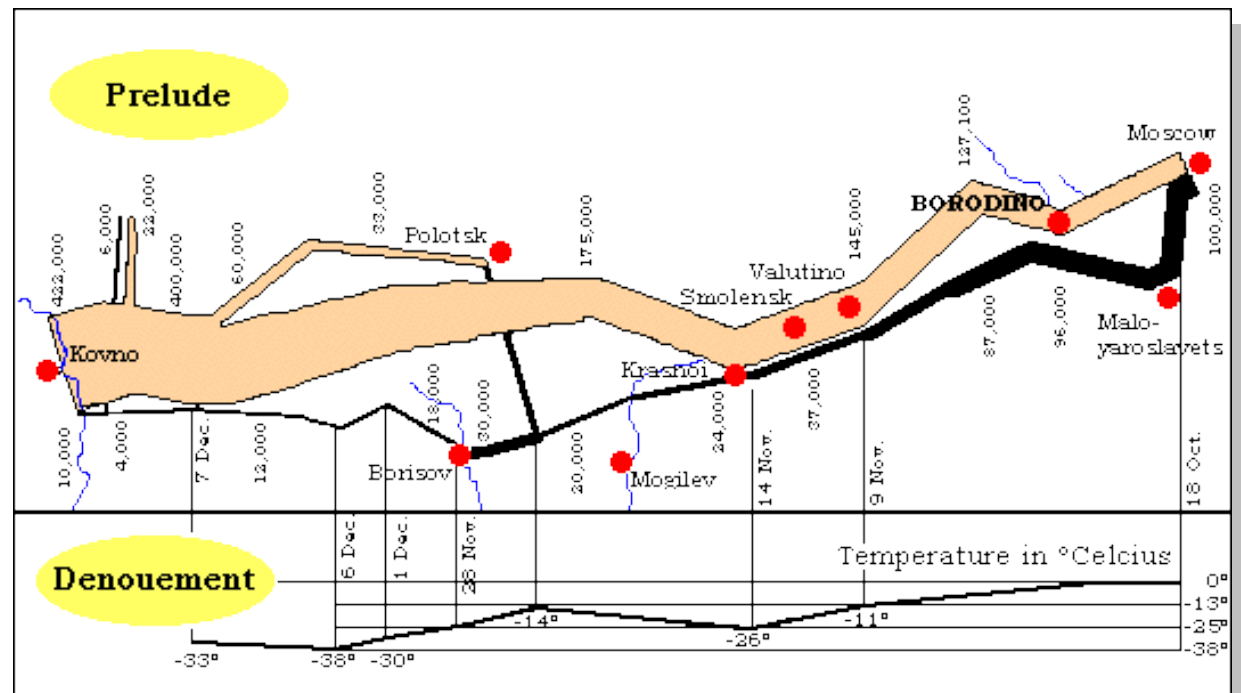 Prelude
Moscow
127,100
BORODINO
100,000
22,000
6,000
33,000
Polotsk
60,000
175,000
145,000
422,000
400,000
Valutino
Smolensk
Kovno
Krasnoi
Malo-
yaroslavets
87,000
96,000
18,000
30,000
24,000
37,000
10,000
4,000
7 Dec.
12,000
Borisov
20,000
Mogilev
14 Nov.
9 Nov.
18 Oct.
6 Dec.
1 Dec.
28 Nov.
Denouement
Temperature in °Celcius
0°
-13°
-25°
-38°
-14°
-11°
-26°
-33°
-38°
-30°